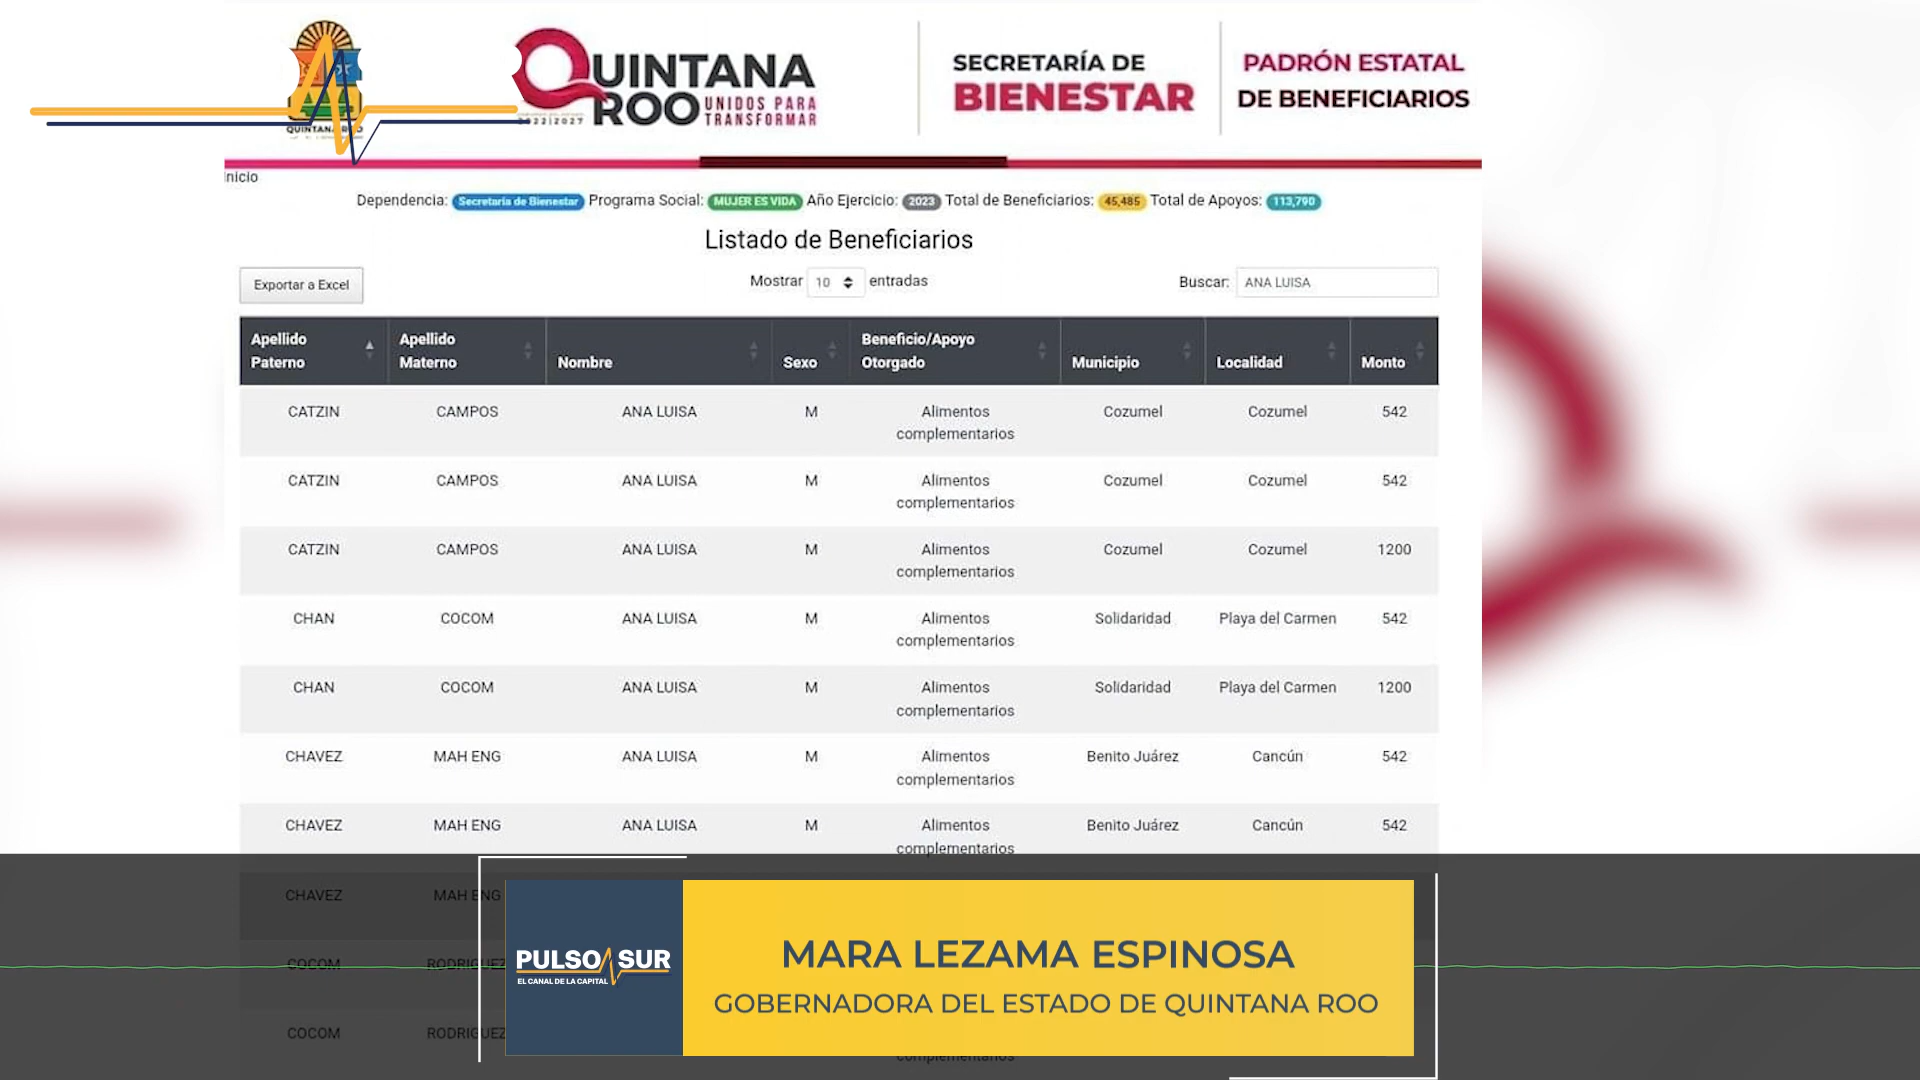 QUINTANA ROO
QUINTANA
ROO UNIDOS PARA
TRANSFORMAR
2022|2027
SECRETARÍA DE
BIENESTAR
PADRÓN ESTATAL
DE BENEFICIARIOS
Inicio
Dependencia: Secretaría de Bienestar Programa Social: MUJER ES VIDA Año Ejercicio: 2023 Total de Beneficiarios: 45,485 Total de Apoyos: 113,790
Listado de Beneficiarios
Exportar a Excel Mostrar 10 entradas Buscar: ANA LUISA
Apellido Paterno Apellido Materno Nombre Sexo Beneficio/Apoyo Otorgado Municipio Localidad Monto
CATZIN CAMPOS ANA LUISA M Alimentos complementarios Cozumel Cozumel 542
CATZIN CAMPOS ANA LUISA M Alimentos complementarios Cozumel Cozumel 542
CATZIN CAMPOS ANA LUISA M Alimentos complementarios Cozumel Cozumel 1200
CHAN COCOM ANA LUISA M Alimentos complementarios Solidaridad Playa del Carmen 542
CHAN COCOM ANA LUISA M Alimentos complementarios Solidaridad Playa del Carmen 1200
CHAVEZ MAH ENG ANA LUISA M Alimentos complementarios Benito Juárez Cancún 542
CHAVEZ MAH ENG ANA LUISA M Alimentos complementarios Benito Juárez Cancún 542
CHAVEZ MAH ENG
COCOM RODRIGUEZ
COCOM RODRIGUEZ
complementarios
PULSO SUR
EL CANAL DE LA CAPITAL
MARA LEZAMA ESPINOSA
GOBERNADORA DEL ESTADO DE QUINTANA ROO